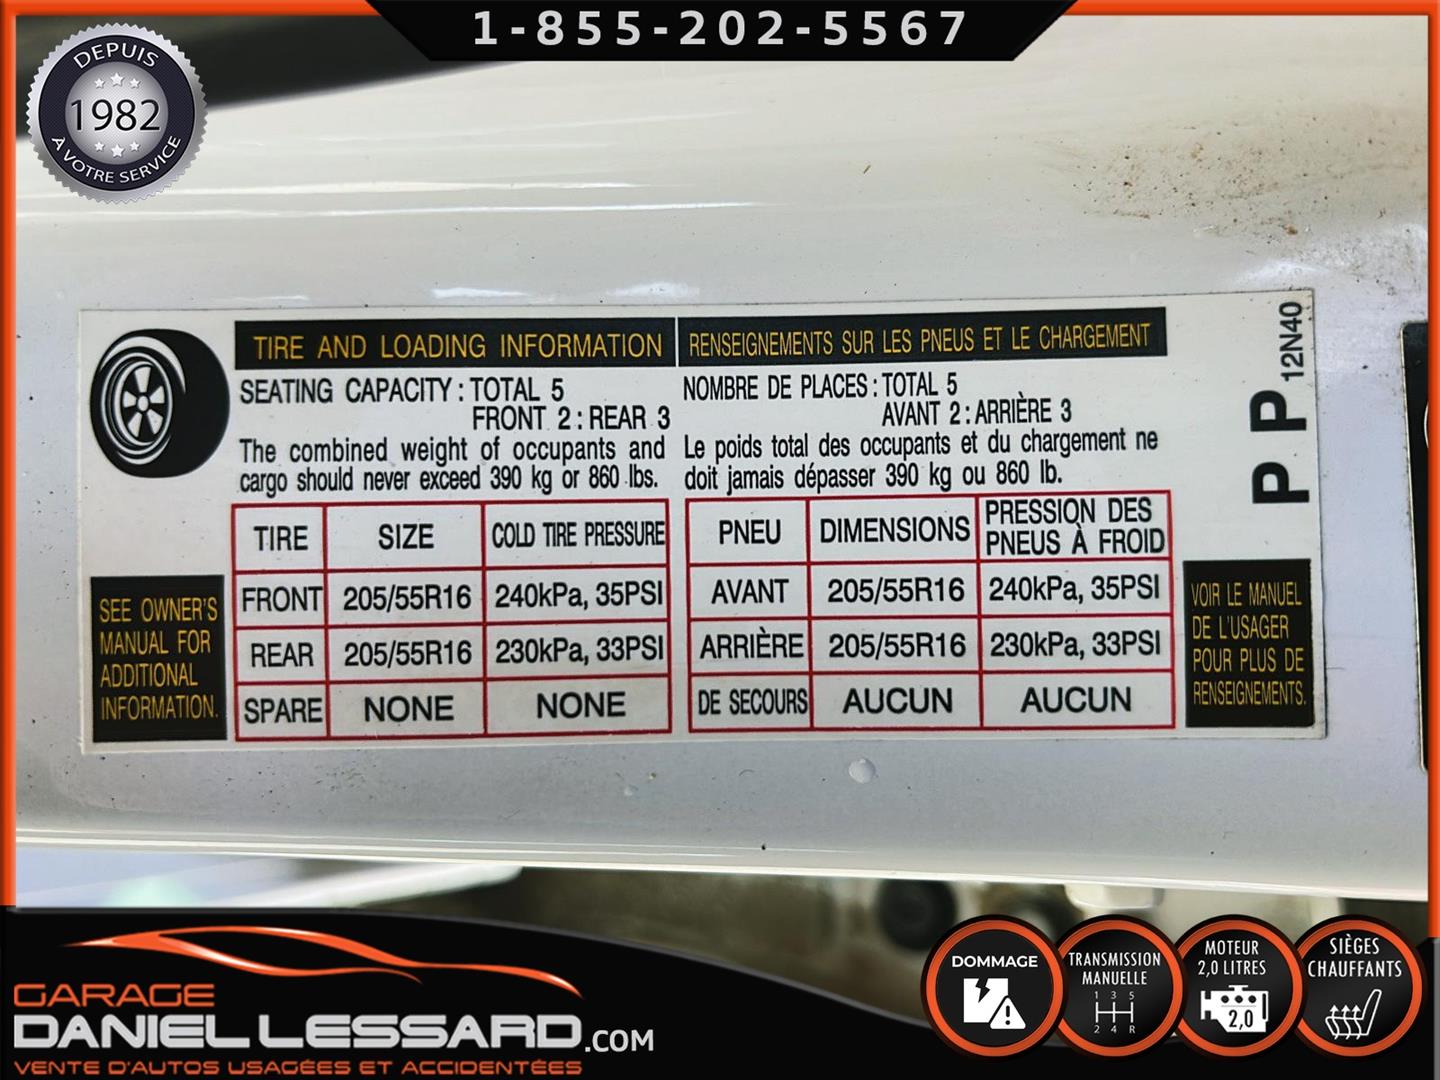 1-855-202-5567
DEPUIS
1982
À VOTRE SERVICE
TIRE AND LOADING INFORMATION
SEATING CAPACITY : TOTAL 5
FRONT 2 : REAR 3
The combined weight of occupants and
cargo should never exceed 390 kg or 860 lbs.
TIRE SIZE COLD TIRE PRESSURE
FRONT 205/55R16 240kPa, 35PSI
REAR 205/55R16 230kPa, 33PSI
SPARE NONE NONE
SEE OWNER'S
MANUAL FOR
ADDITIONAL
INFORMATION.
RENSEIGNEMENTS SUR LES PNEUS ET LE CHARGEMENT
NOMBRE DE PLACES : TOTAL 5
AVANT 2 : ARRIÈRE 3
Le poids total des occupants et du chargement ne
doit jamais dépasser 390 kg ou 860 lb.
PNEU DIMENSIONS PRESSION DES
PNEUS À FROID
AVANT 205/55R16 240kPa, 35PSI
ARRIÈRE 205/55R16 230kPa, 33PSI
DE SECOURS AUCUN AUCUN
VOIR LE MANUEL
DE L'USAGER
POUR PLUS DE
RENSEIGNEMENTS.
P P 12N40
GARAGE
DANIEL LESSARD.COM
VENTE D'AUTOS USAGÉES ET ACCIDENTÉES
DOMMAGE
TRANSMISSION
MANUELLE
1 3 5
2 4 R
MOTEUR
2,0 LITRES
2,0
SIÈGES
CHAUFFANTS